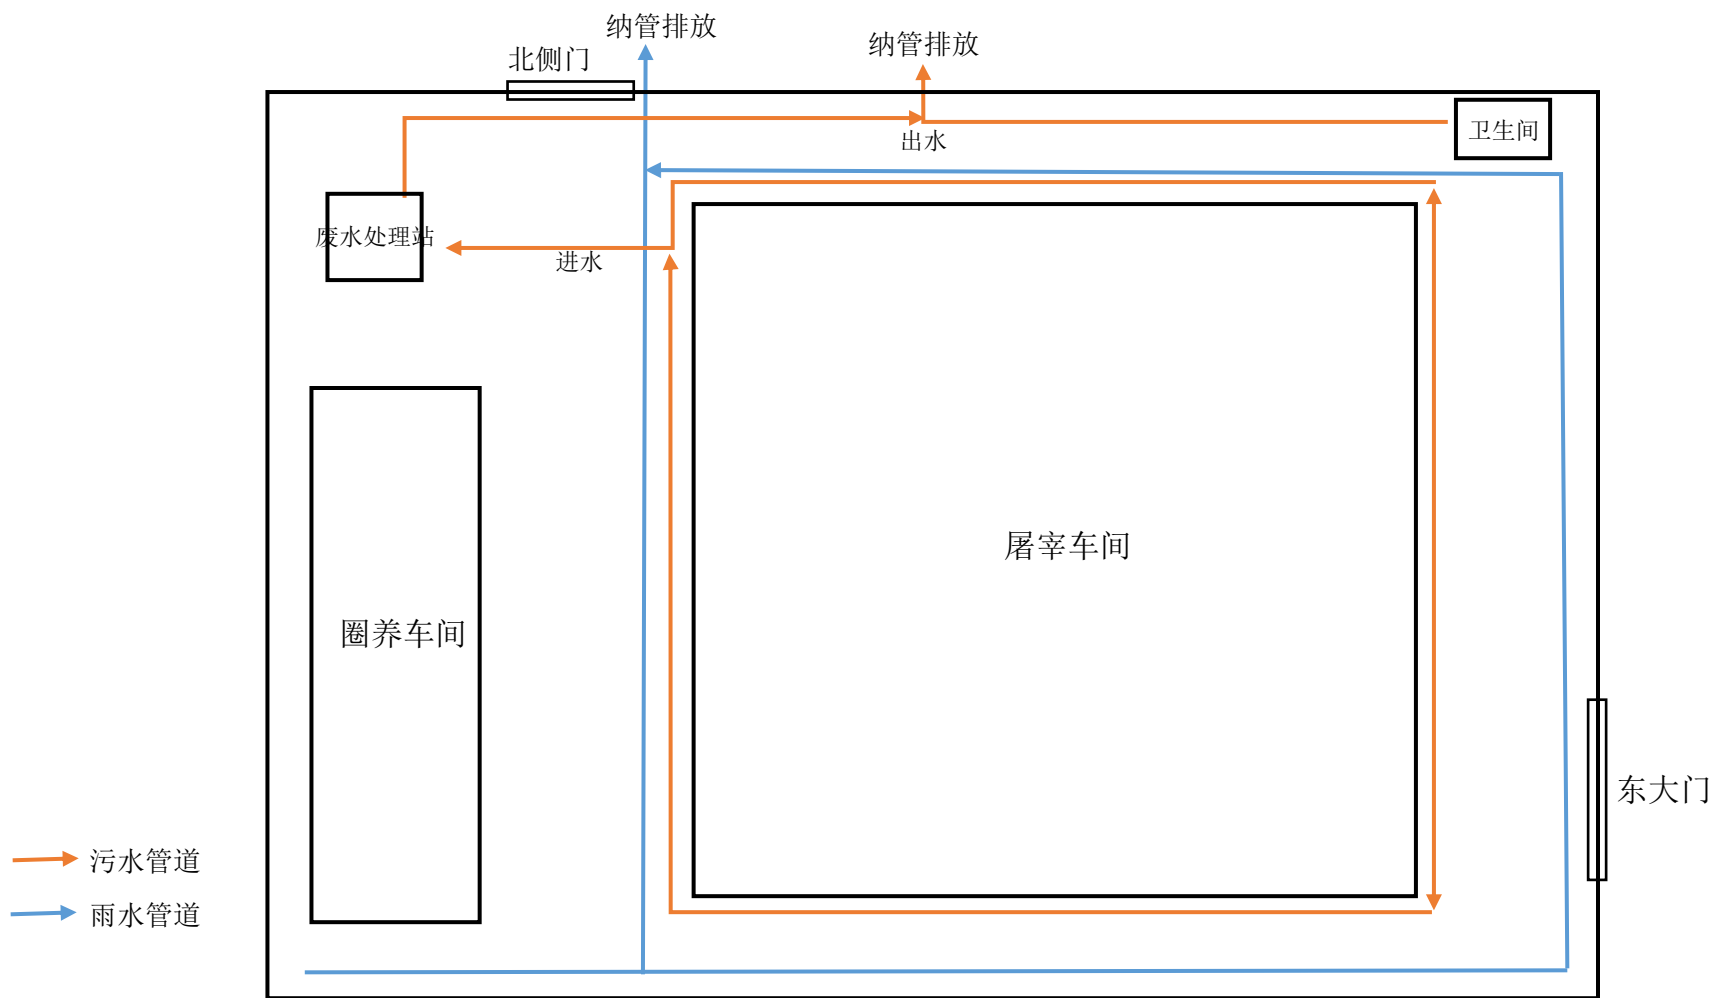 纳管排放
纳管排放
北侧门
卫生间
出水
废水处理站
进水
屠宰车间
圈养车间
东大门
污水管道
雨水管道